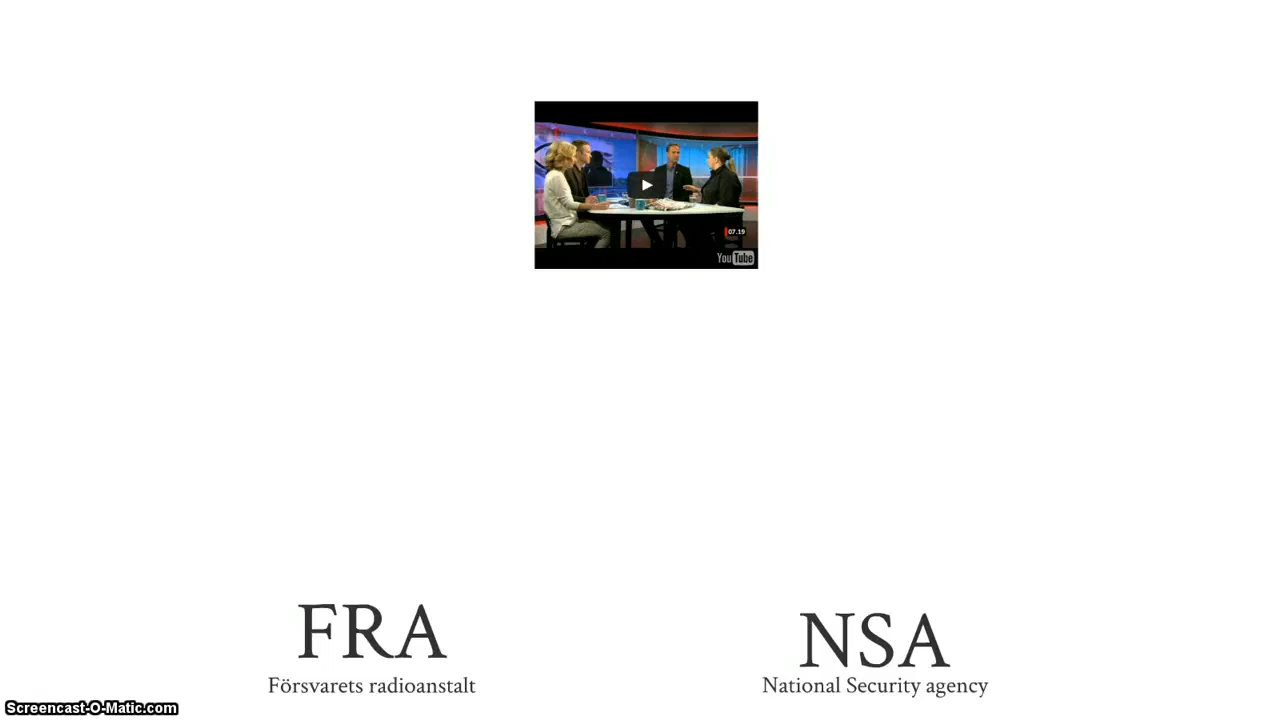 07.19
YouTube
FRA
Försvarets radioanstalt
NSA
National Security agency
Screencast-O-Matic.com